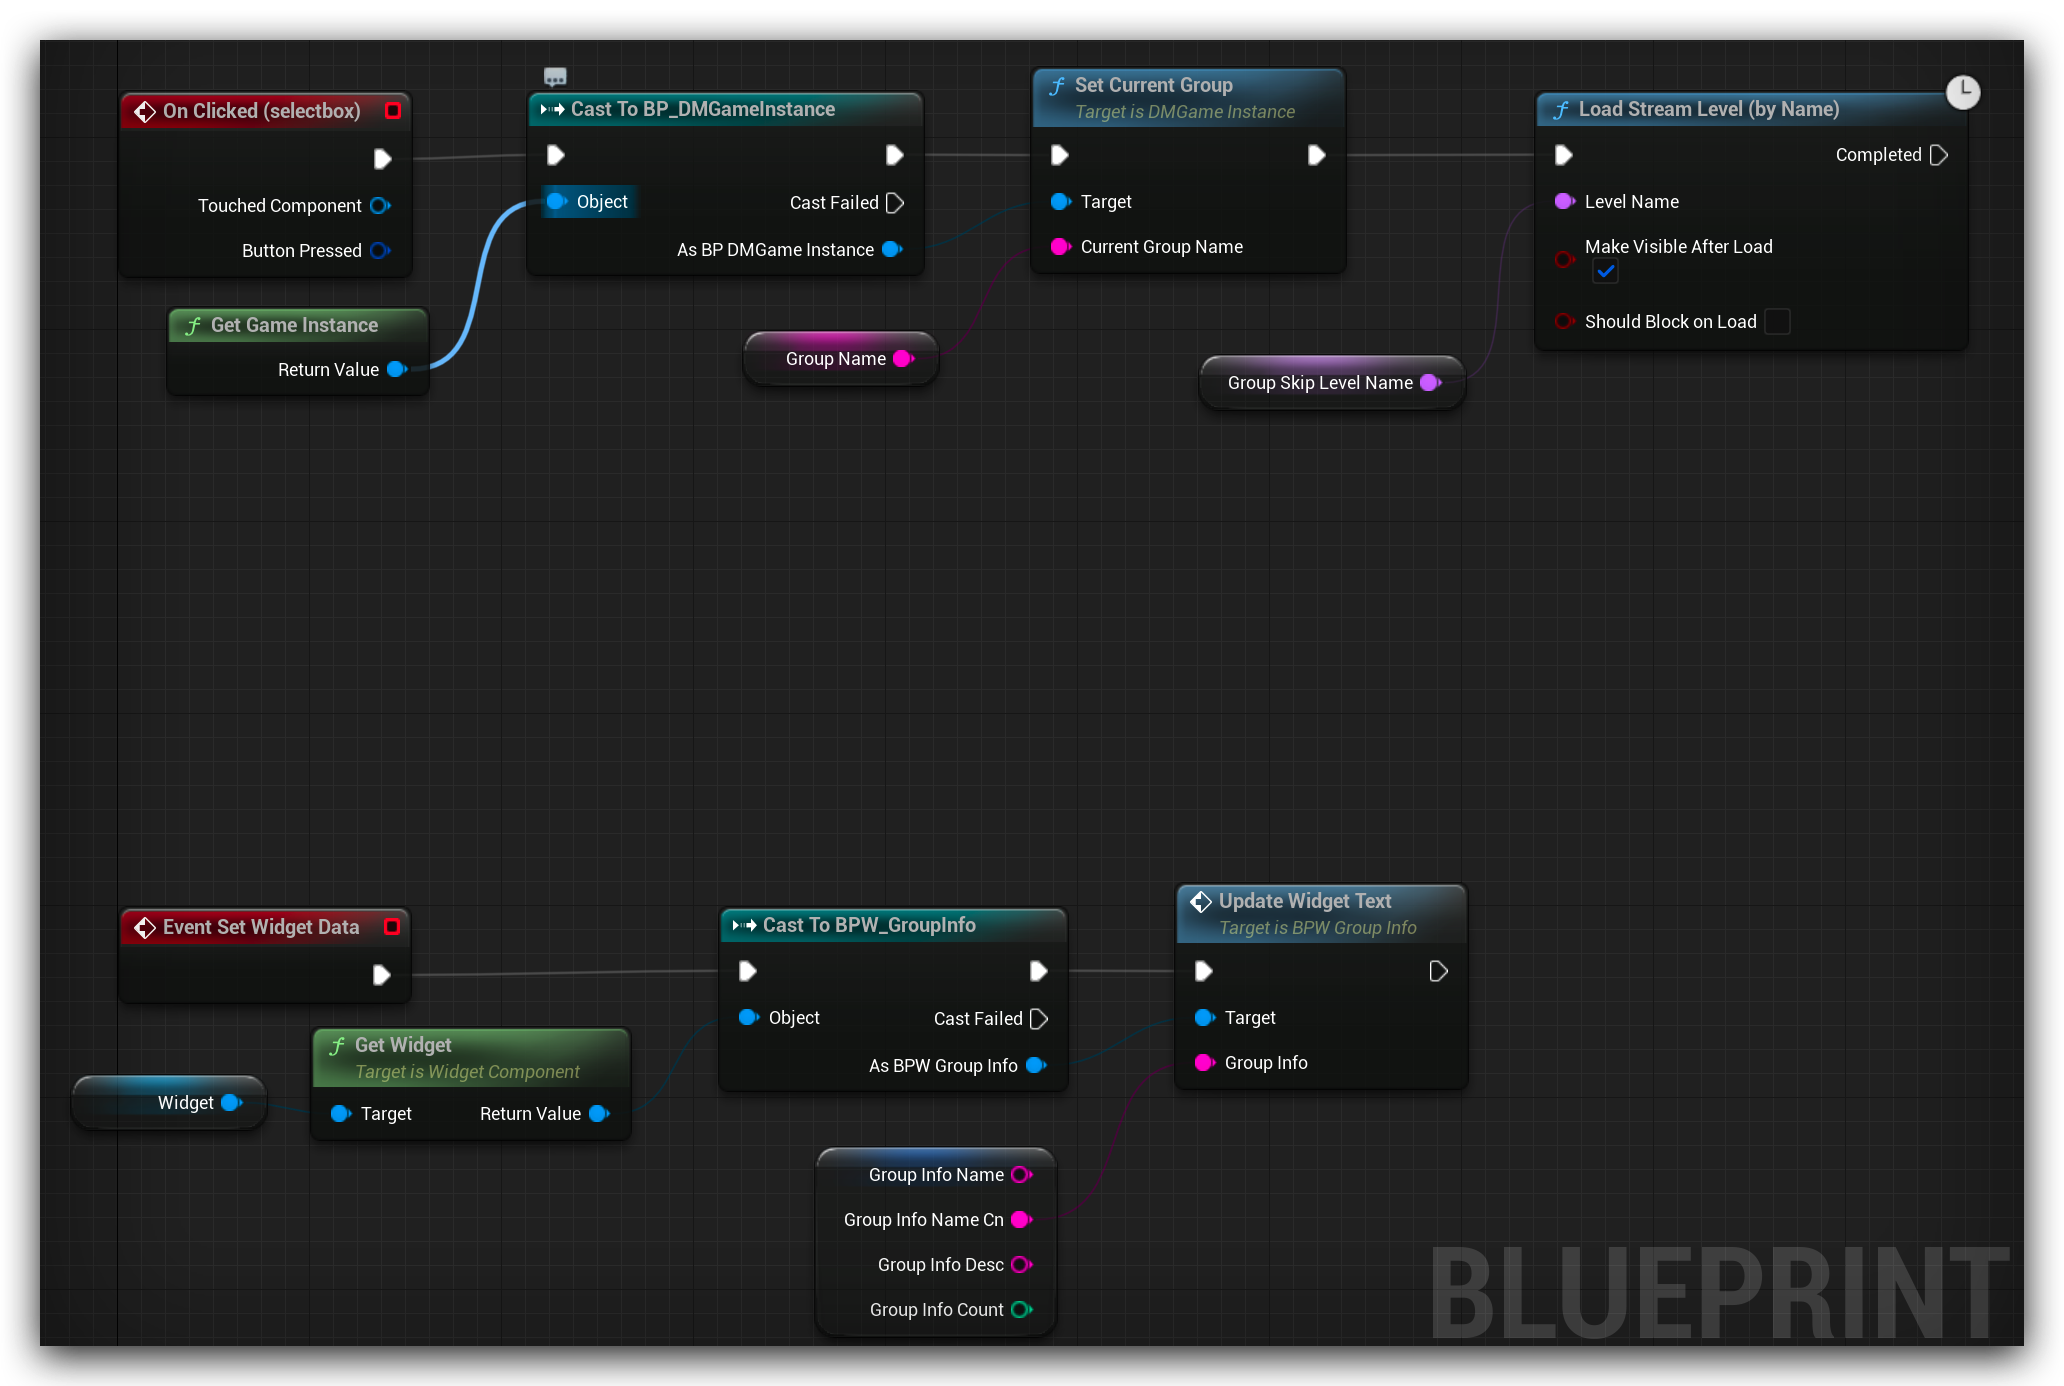 On Clicked (selectbox)
Touched Component
Button Pressed
Get Game Instance
Return Value
Cast To BP_DMGameInstance
Object
Cast Failed
As BP DMGame Instance
Group Name
Set Current Group
Target is DMGame Instance
Target
Current Group Name
Group Skip Level Name
Load Stream Level (by Name)
Completed
Level Name
Make Visible After Load
Should Block on Load
Event Set Widget Data
Widget
Get Widget
Target is Widget Component
Target
Return Value
Cast To BPW_GroupInfo
Object
Cast Failed
As BPW Group Info
Group Info Name
Group Info Name Cn
Group Info Desc
Group Info Count
Update Widget Text
Target is BPW Group Info
Target
Group Info
BLUEPRINT